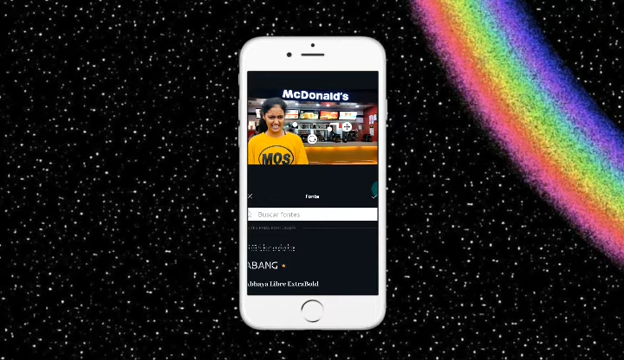 McDonald's
MOS
Fonte
Buscar fontes
ABANG
Abhaya Libre ExtraBold